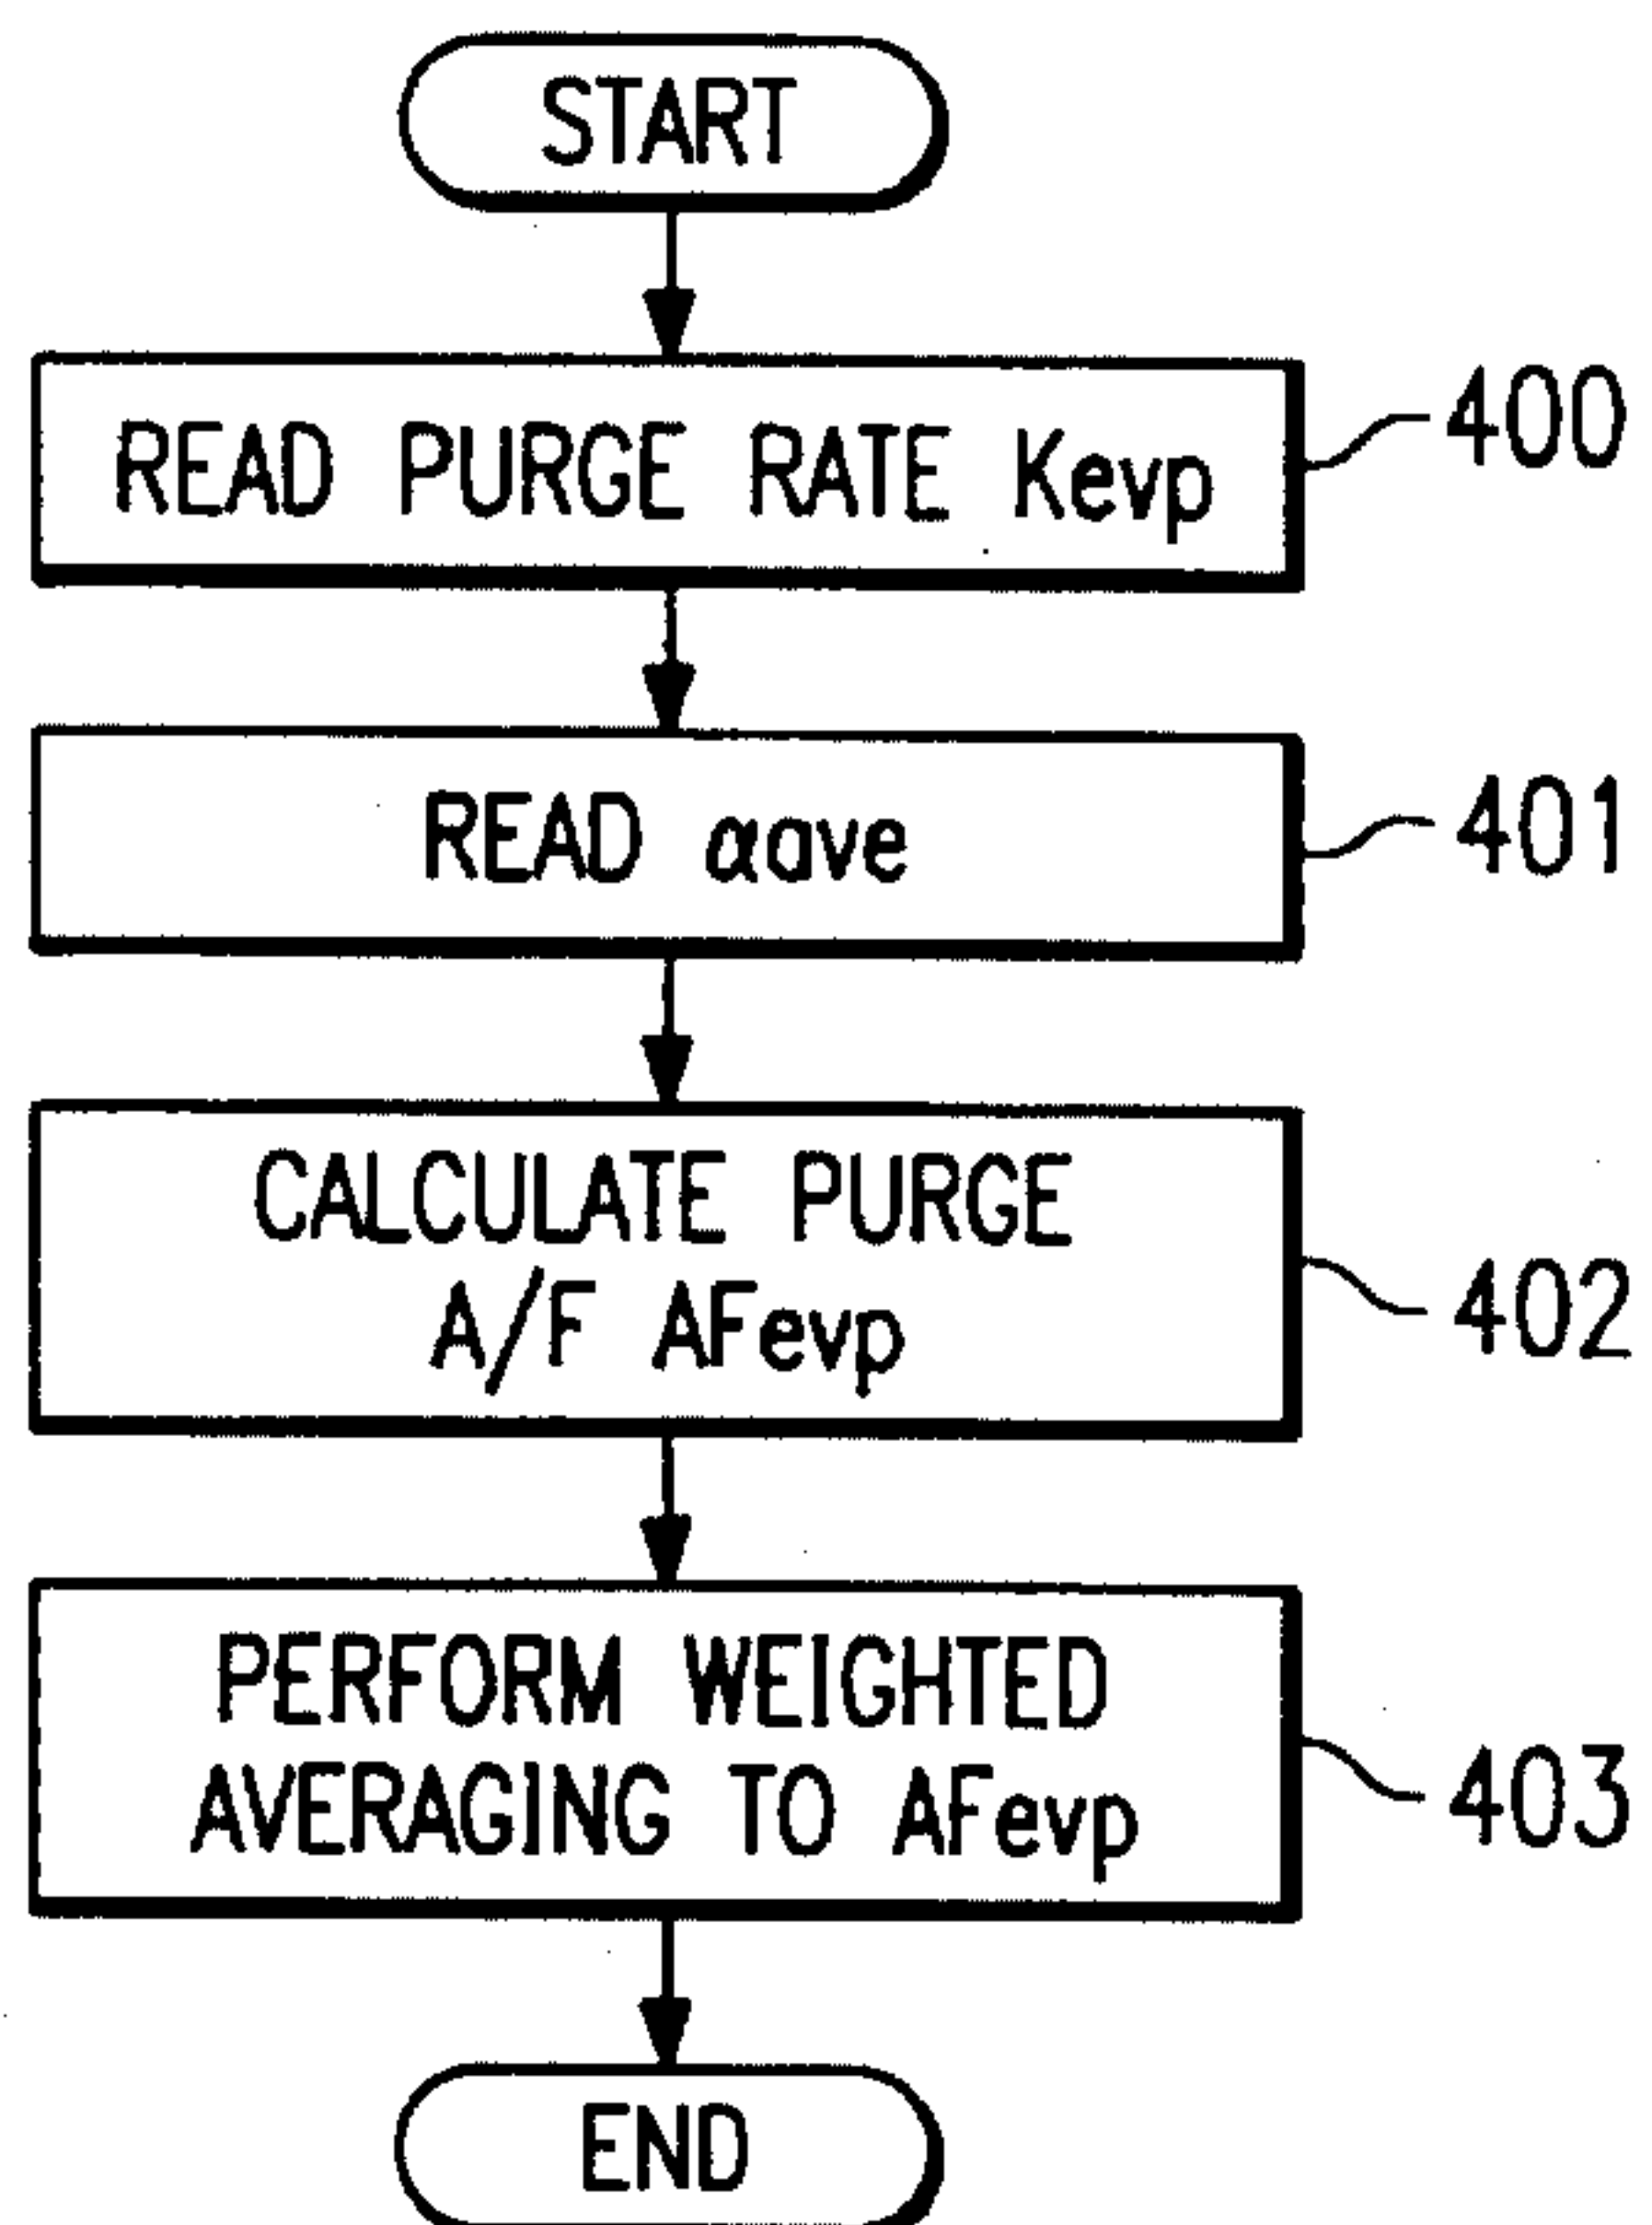 START
READ PURGE RATE Kevp
400
READ αave
401
CALCULATE PURGE
A/F AFevp
402
PERFORM WEIGHTED
AVERAGING TO AFevp
403
END